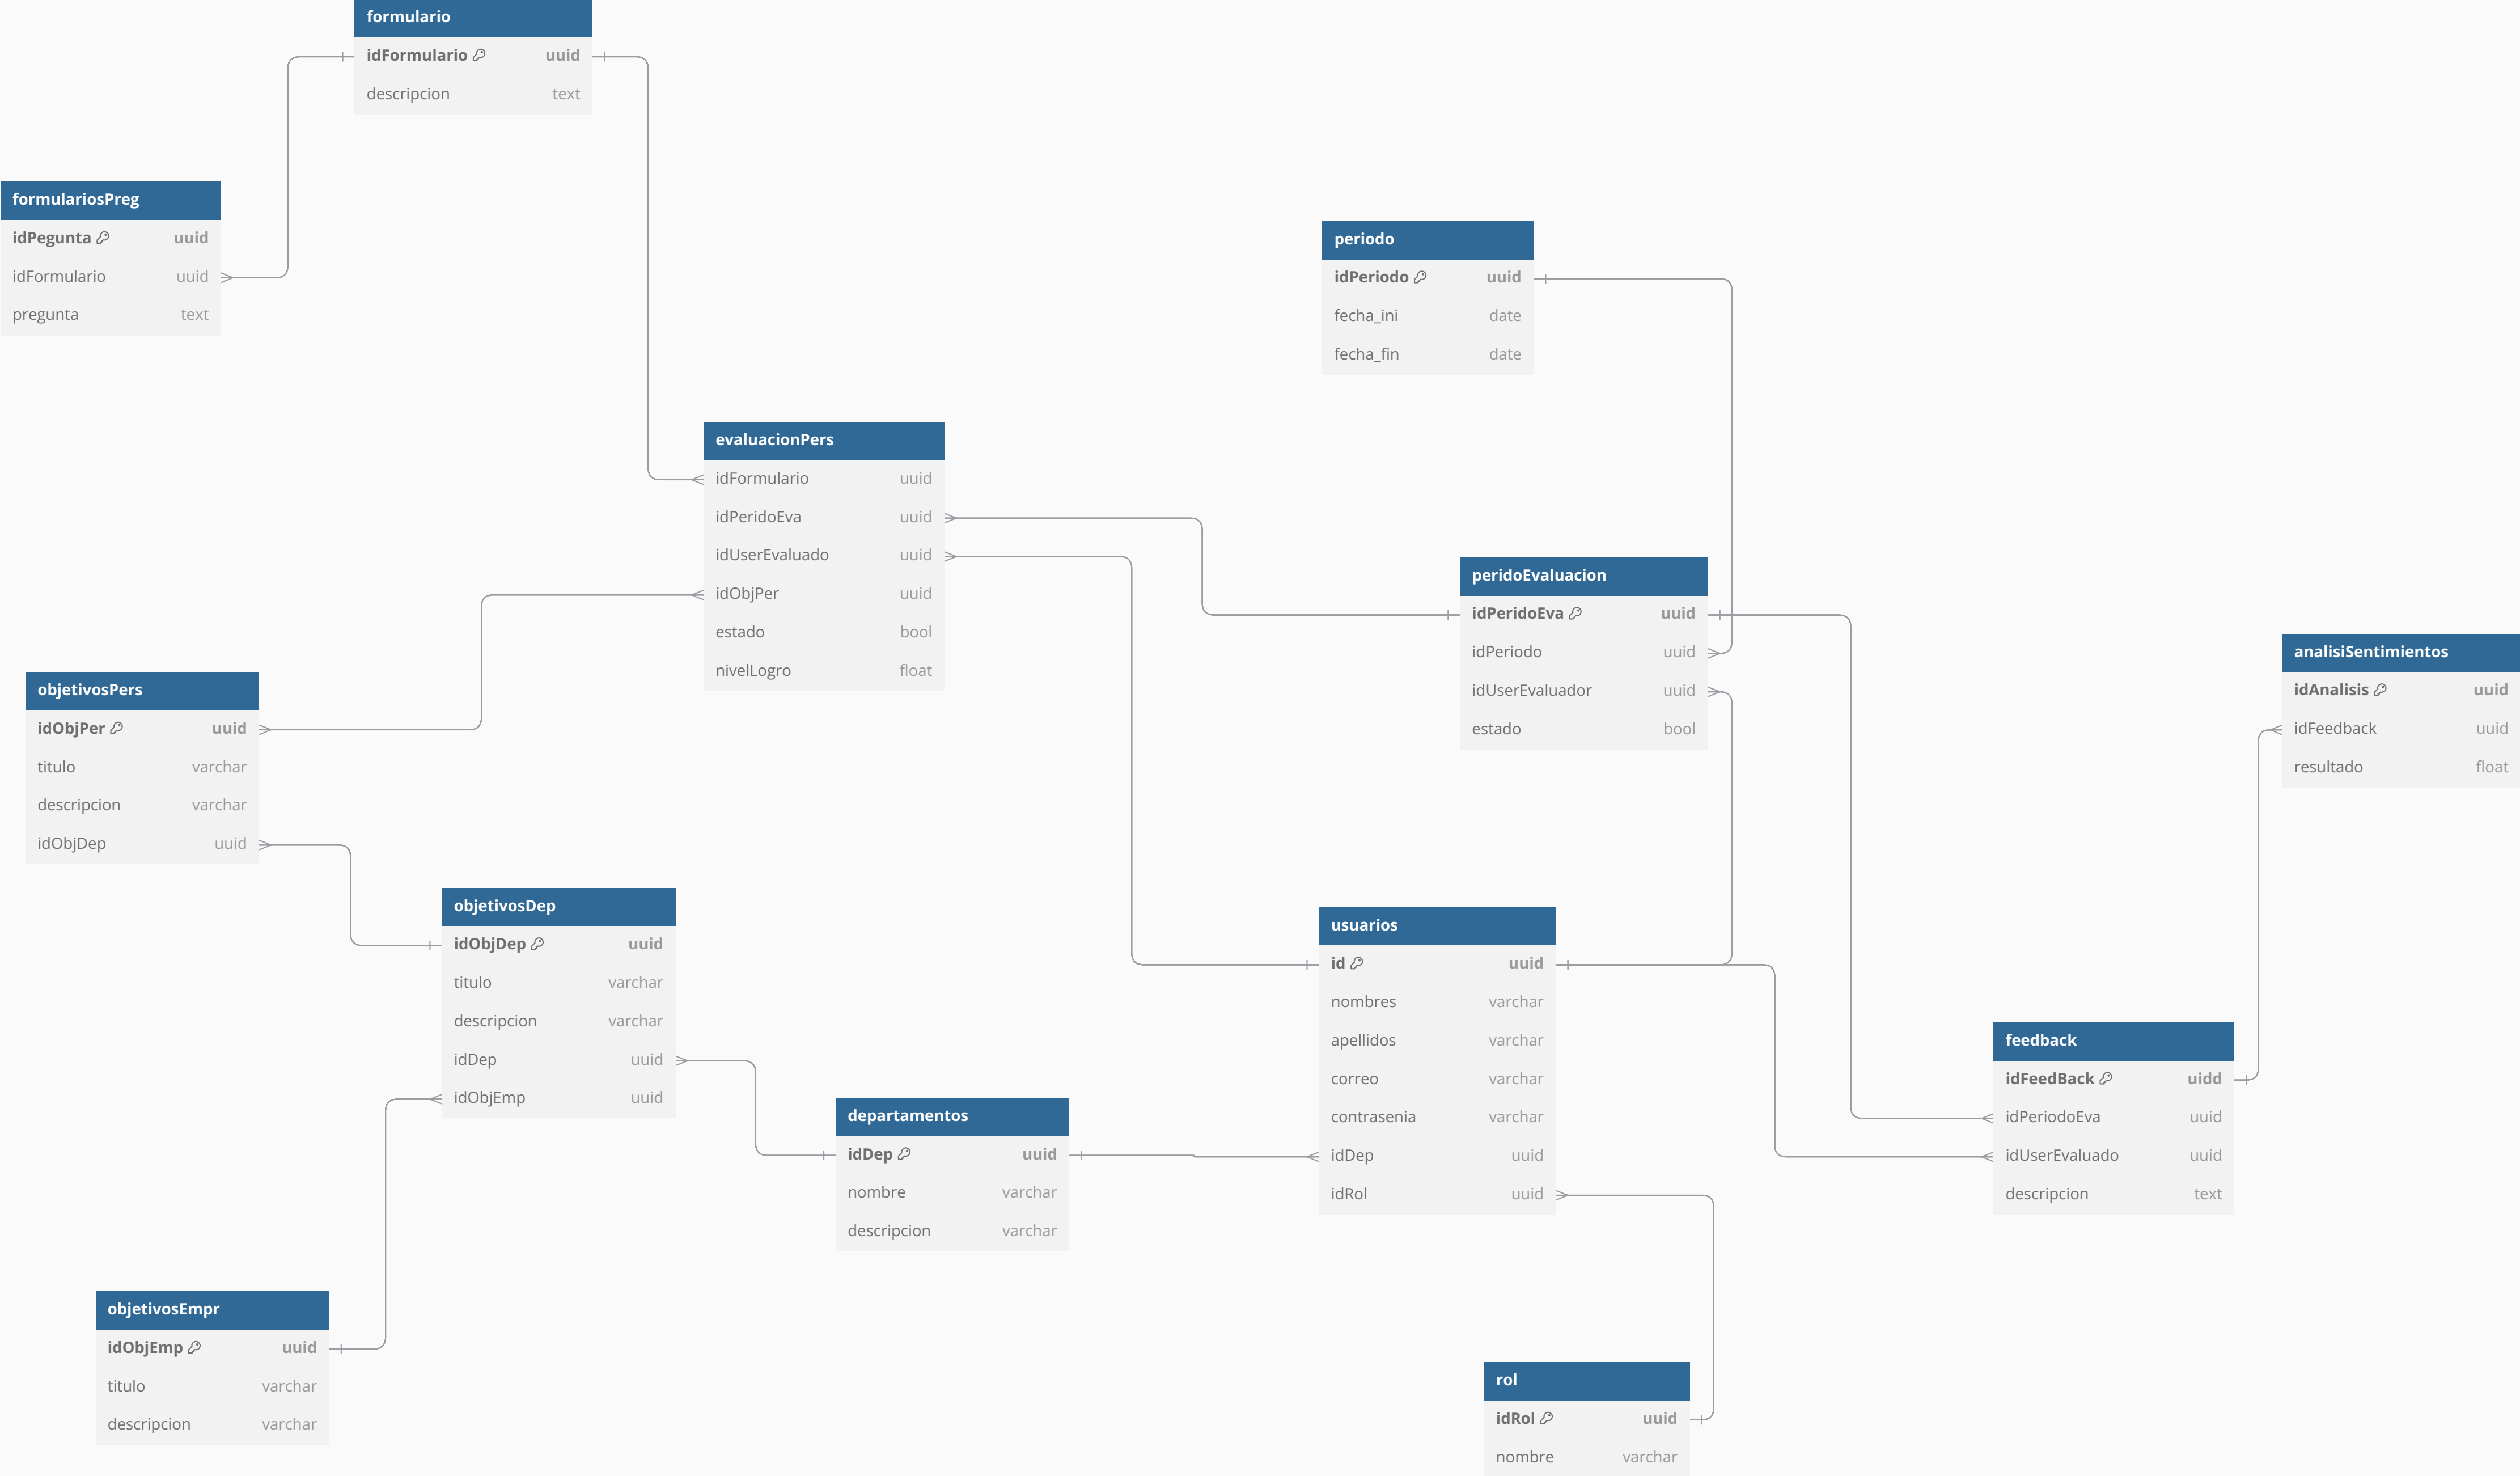 formulario
idFormulario uuid
descripcion text
formulariosPreg
idPegunta uuid
idFormulario uuid
pregunta text
periodo
idPeriodo uuid
fecha_ini date
fecha_fin date
evaluacionPers
idFormulario uuid
idPeridoEva uuid
idUserEvaluado uuid
idObjPer uuid
estado bool
nivelLogro float
peridoEvaluacion
idPeridoEva uuid
idPeriodo uuid
idUserEvaluador uuid
estado bool
analisiSentimientos
idAnalisis uuid
idFeedback uuid
resultado float
objetivosPers
idObjPer uuid
titulo varchar
descripcion varchar
idObjDep uuid
objetivosDep
idObjDep uuid
titulo varchar
descripcion varchar
idDep uuid
idObjEmp uuid
usuarios
id uuid
nombres varchar
apellidos varchar
correo varchar
contrasenia varchar
idDep uuid
idRol uuid
feedback
idFeedBack uidd
idPeriodoEva uuid
idUserEvaluado uuid
descripcion text
departamentos
idDep uuid
nombre varchar
descripcion varchar
objetivosEmpr
idObjEmp uuid
titulo varchar
descripcion varchar
rol
idRol uuid
nombre varchar